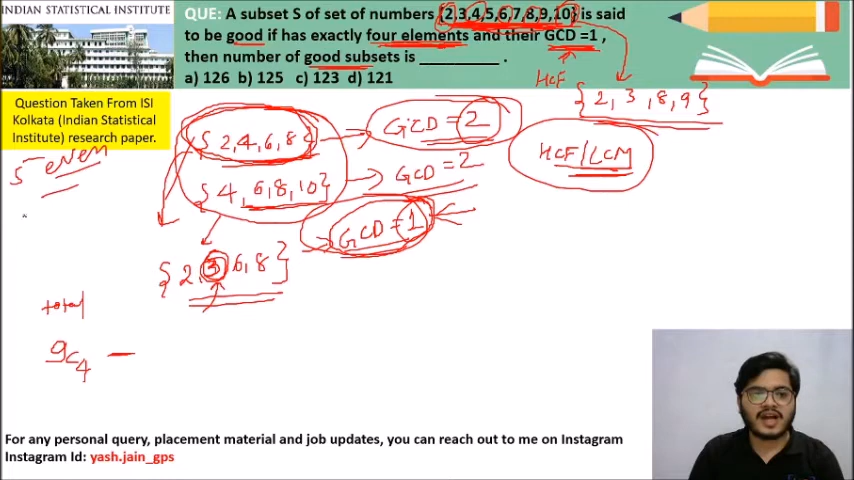 INDIAN STATISTICAL INSTITUTE
QUE: A subset S of set of numbers {2,3,4,5,6,7,8,9,10} is said
to be good if has exactly four elements and their GCD =1 ,
then number of good subsets is __________ .
a) 126 b) 125 c) 123 d) 121
HCF
{2, 3, 8, 9}
Question Taken From ISI
Kolkata (Indian Statistical
Institute) research paper.
{ 2,4,6,8}
GCD = 2
HCF/LCM
5 even
{ 4, 6, 8, 10}
GCD = 2
GCD = 1
{ 2, 3, 6, 8 }
total
9c4 —
For any personal query, placement material and job updates, you can reach out to me on Instagram
Instagram Id: yash.jain_gps